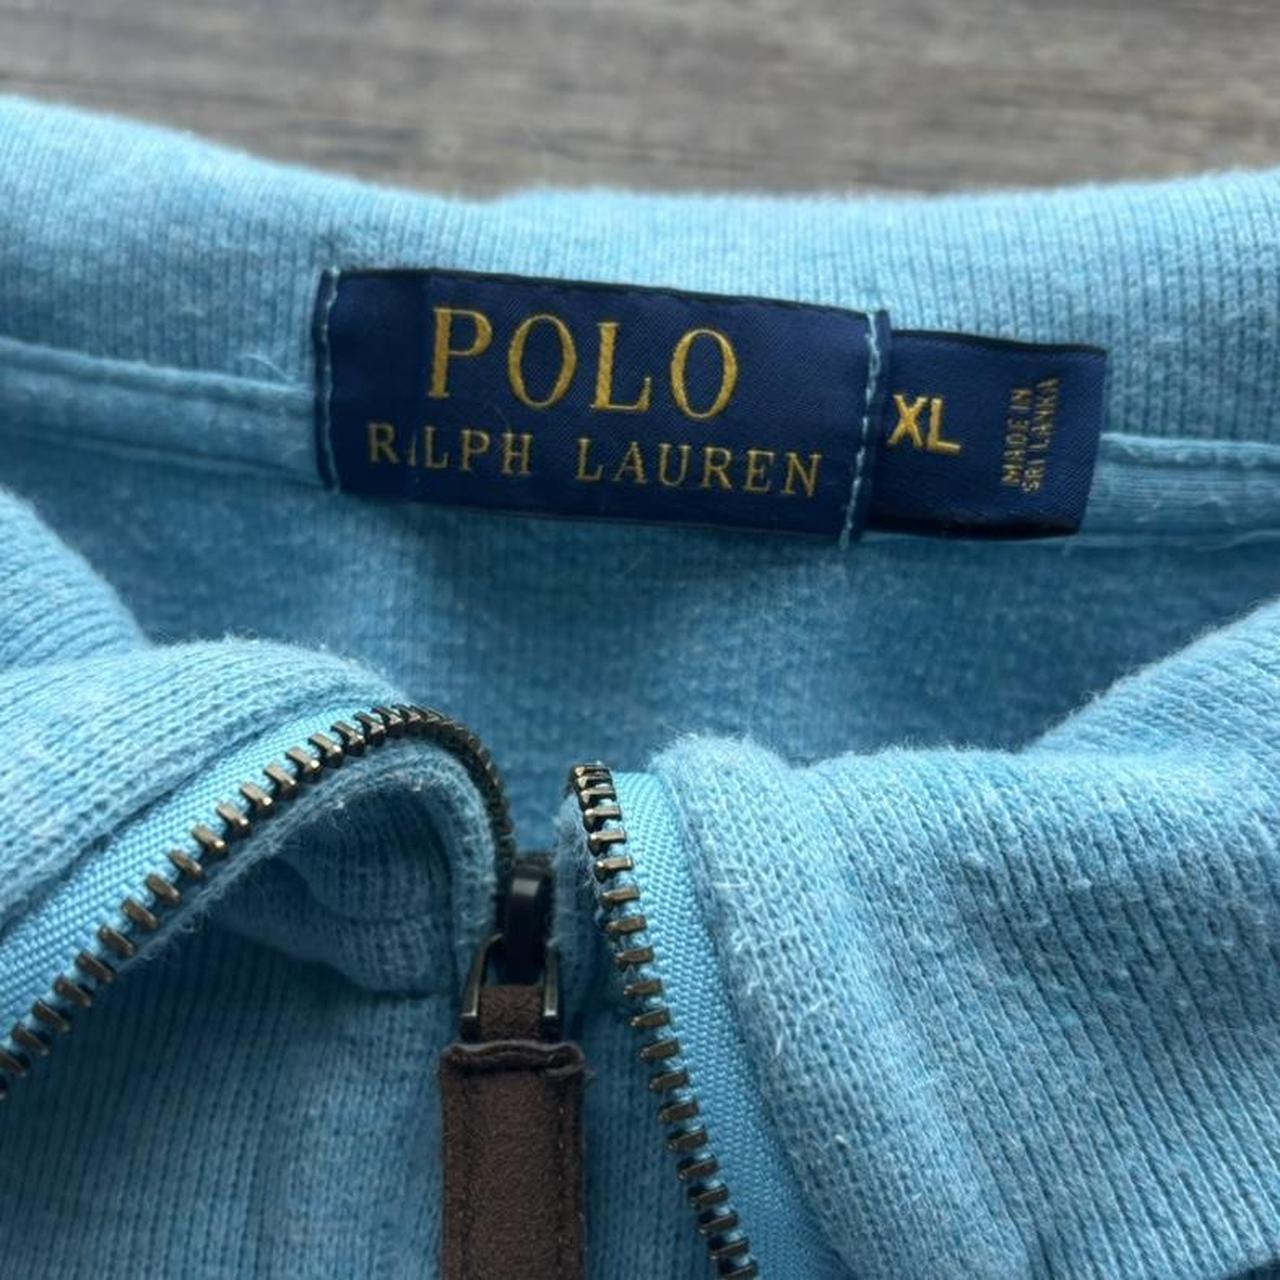 POLO
RALPH LAUREN
XL
MADE IN
SRI LANKA